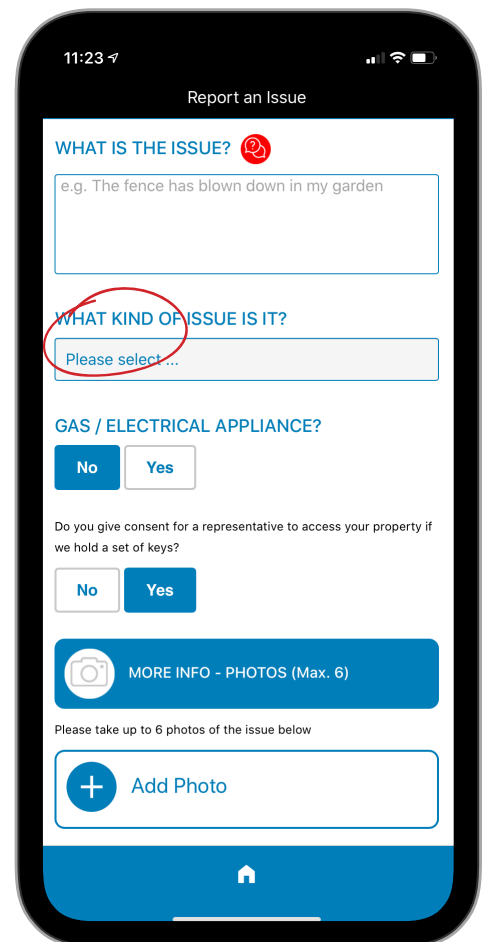 11:23
Report an Issue
WHAT IS THE ISSUE?
e.g. The fence has blown down in my garden
WHAT KIND OF ISSUE IS IT?
Please select ...
GAS / ELECTRICAL APPLIANCE?
No Yes
Do you give consent for a representative to access your property if
we hold a set of keys?
No Yes
MORE INFO - PHOTOS (Max. 6)
Please take up to 6 photos of the issue below
Add Photo